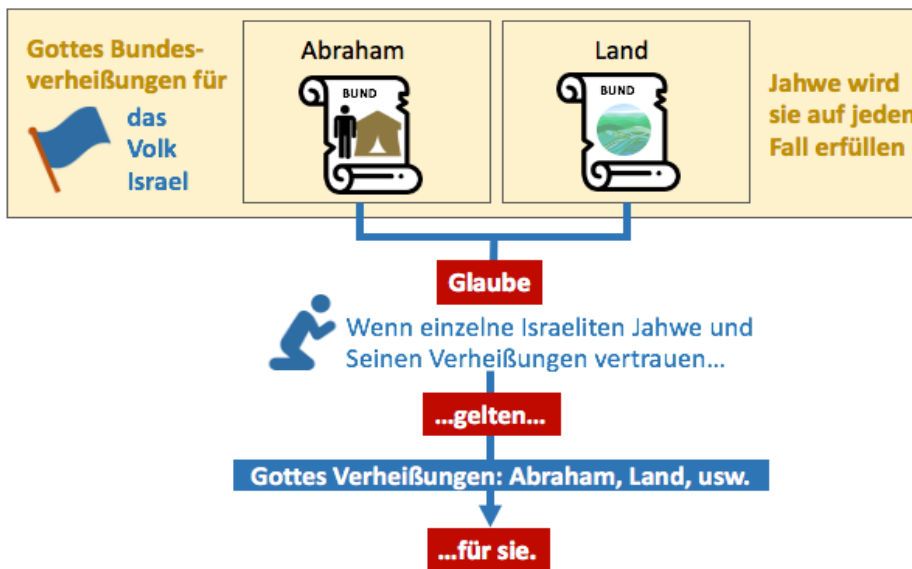 Gottes Bundes-
verheißungen für
das
Volk
Israel
Abraham
BUND
Land
BUND
Jahwe wird
sie auf jeden
Fall erfüllen
Glaube
Wenn einzelne Israeliten Jahwe und
Seinen Verheißungen vertrauen...
...gelten...
Gottes Verheißungen: Abraham, Land, usw.
...für sie.